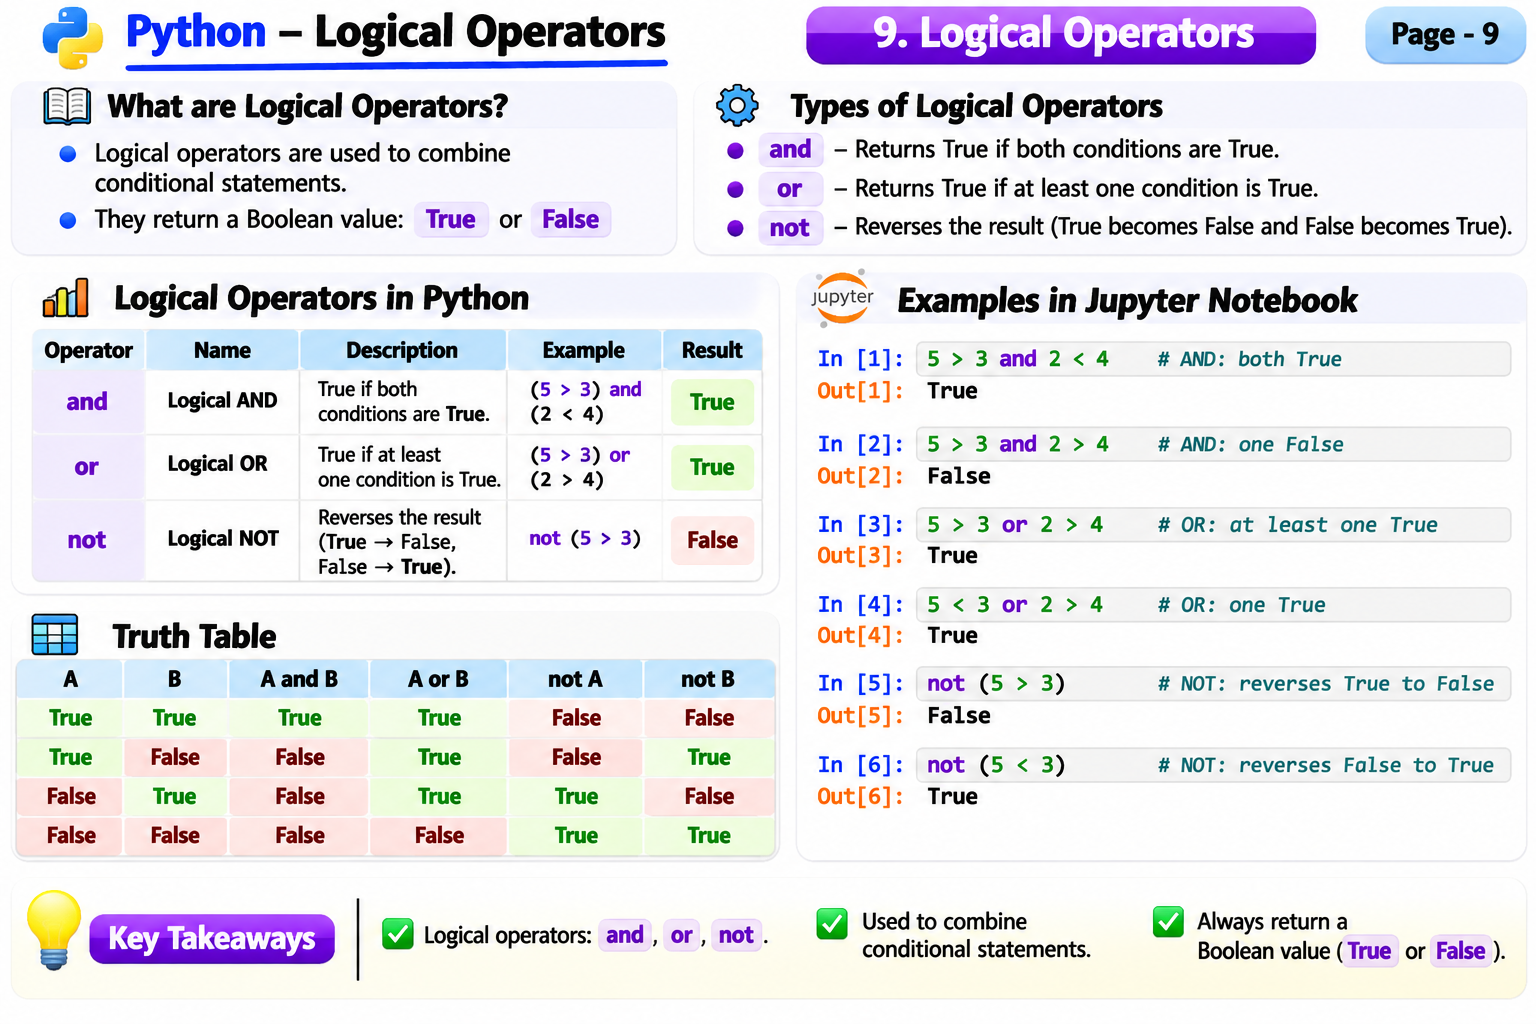 Python – Logical Operators
9. Logical Operators
Page - 9
What are Logical Operators?
Logical operators are used to combine
conditional statements.
They return a Boolean value: True or False
Types of Logical Operators
and – Returns True if both conditions are True.
or – Returns True if at least one condition is True.
not – Reverses the result (True becomes False and False becomes True).
Logical Operators in Python
Operator Name Description Example Result
and Logical AND True if both
conditions are True. (5 > 3) and
(2 < 4) True
or Logical OR True if at least
one condition is True. (5 > 3) or
(2 > 4) True
not Logical NOT Reverses the result
(True → False,
False → True). not (5 > 3) False
Truth Table
A B A and B A or B not A not B
True True True True False False
True False False True False True
False True False True True False
False False False False True True
jupyter
Examples in Jupyter Notebook
In [1]: 5 > 3 and 2 < 4 # AND: both True
Out[1]: True
In [2]: 5 > 3 and 2 > 4 # AND: one False
Out[2]: False
In [3]: 5 > 3 or 2 > 4 # OR: at least one True
Out[3]: True
In [4]: 5 < 3 or 2 > 4 # OR: one True
Out[4]: True
In [5]: not (5 > 3) # NOT: reverses True to False
Out[5]: False
In [6]: not (5 < 3) # NOT: reverses False to True
Out[6]: True
Key Takeaways
Logical operators: and, or, not.
Used to combine
conditional statements.
Always return a
Boolean value (True or False).